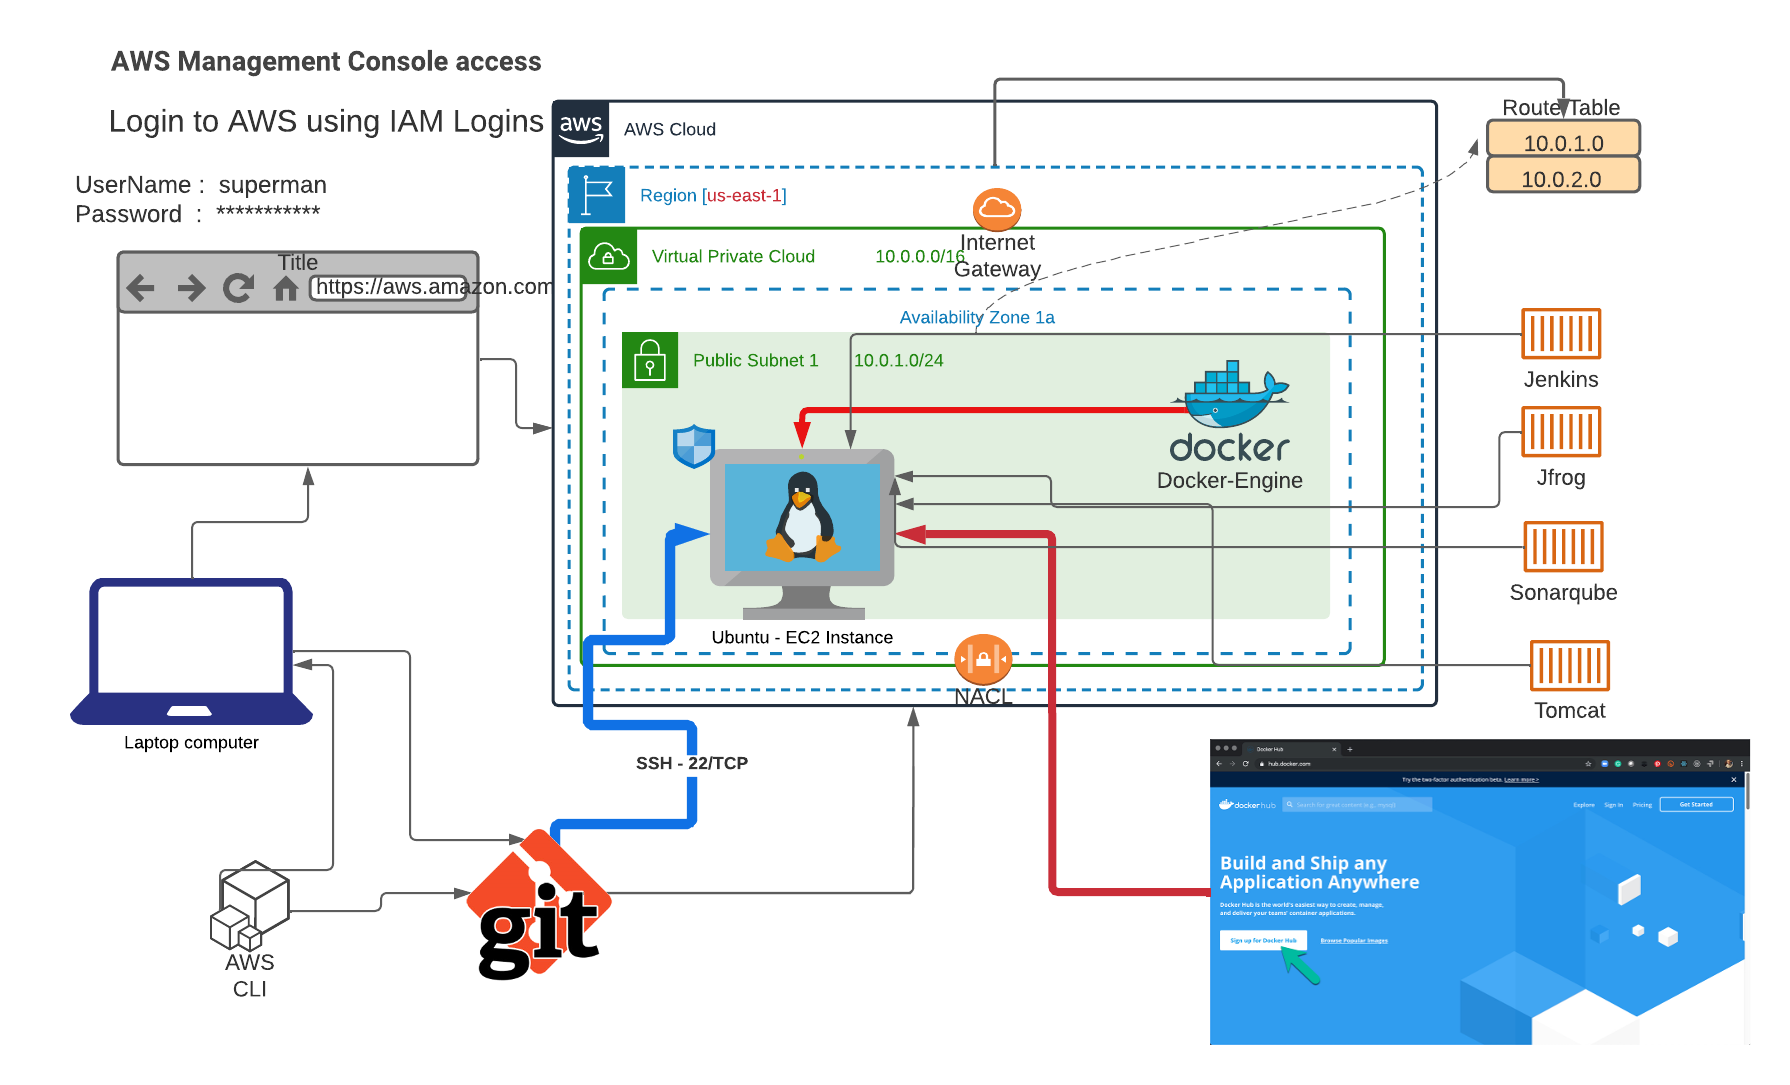 AWS Management Console access
Login to AWS using IAM Logins
UserName : superman
Password : ***********
Title
https://aws.amazon.com
aws
AWS Cloud
Region [us-east-1]
Virtual Private Cloud 10.0.0.0/16
Internet
Gateway
Availability Zone 1a
Public Subnet 1 10.0.1.0/24
docker
Docker-Engine
Ubuntu - EC2 Instance
NACL
Route Table
10.0.1.0
10.0.2.0
Jenkins
Jfrog
Sonarqube
Tomcat
Laptop computer
SSH - 22/TCP
git
AWS
CLI
Docker Hub
hub.docker.com
Try the two-factor authentication beta. Learn more >
dockerhub
Search for great content (e.g., mysql)
Explore Sign In Pricing Get Started
Build and Ship any
Application Anywhere
Docker Hub is the world's easiest way to create, manage,
and deliver your teams' container applications.
Sign up for Docker Hub Browse Popular Images